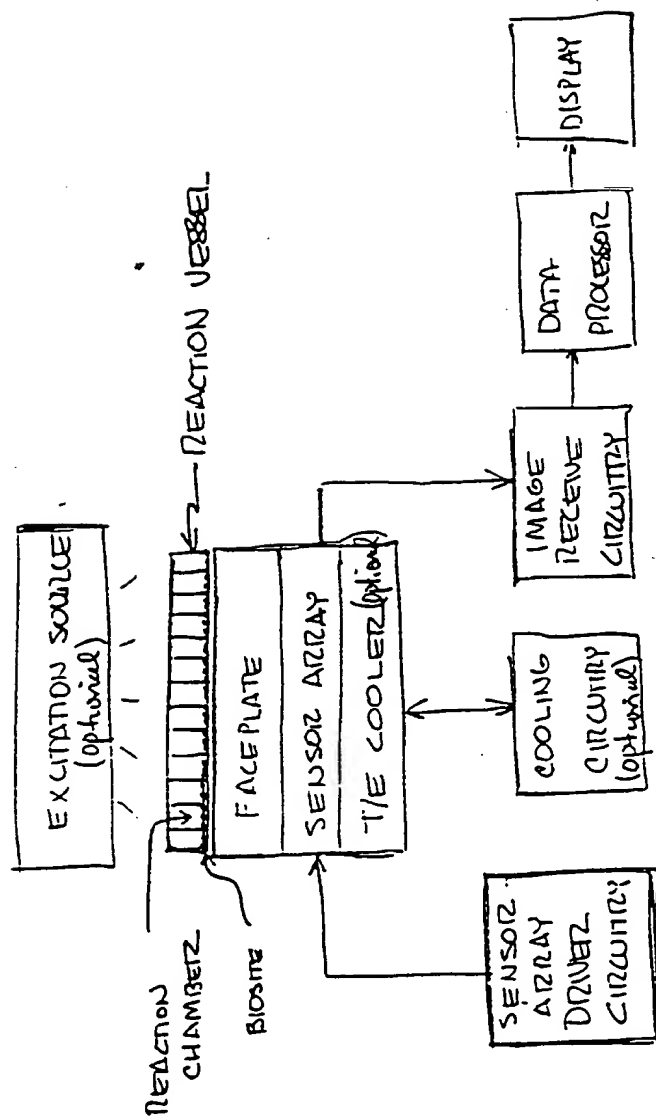 EXCITATION SOURCE
(optional)
REACTION VESSEL
REACTION
CHAMBER
BIOSITE
FACEPLATE
SENSOR ARRAY
T/E COOLER (optional)
SENSOR
ARRAY
DRIVER
CIRCUITRY
COOLING
CIRCUITRY
(optional)
IMAGE
RECEIVE
CIRCUITRY
DATA
PROCESSOR
DISPLAY